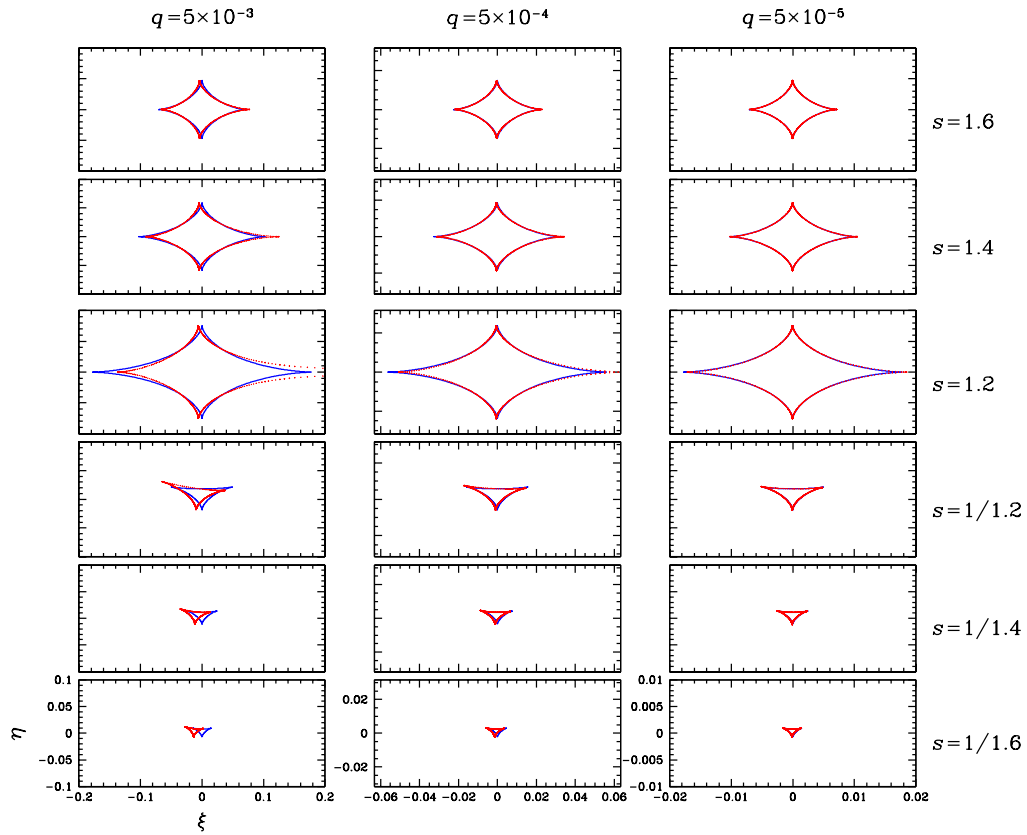 q=5×10⁻³
q=5×10⁻⁴
q=5×10⁻⁵
s=1.6
s=1.4
s=1.2
s=1/1.2
s=1/1.4
s=1/1.6
0.1
0.05
0
-0.05
-0.1
η
0.02
0
-0.02
0.01
0.005
0
-0.005
-0.01
-0.2 -0.1 0 0.1 0.2
-0.06 -0.04 -0.02 0 0.02 0.04 0.06
-0.02 -0.01 0 0.01 0.02
ξ